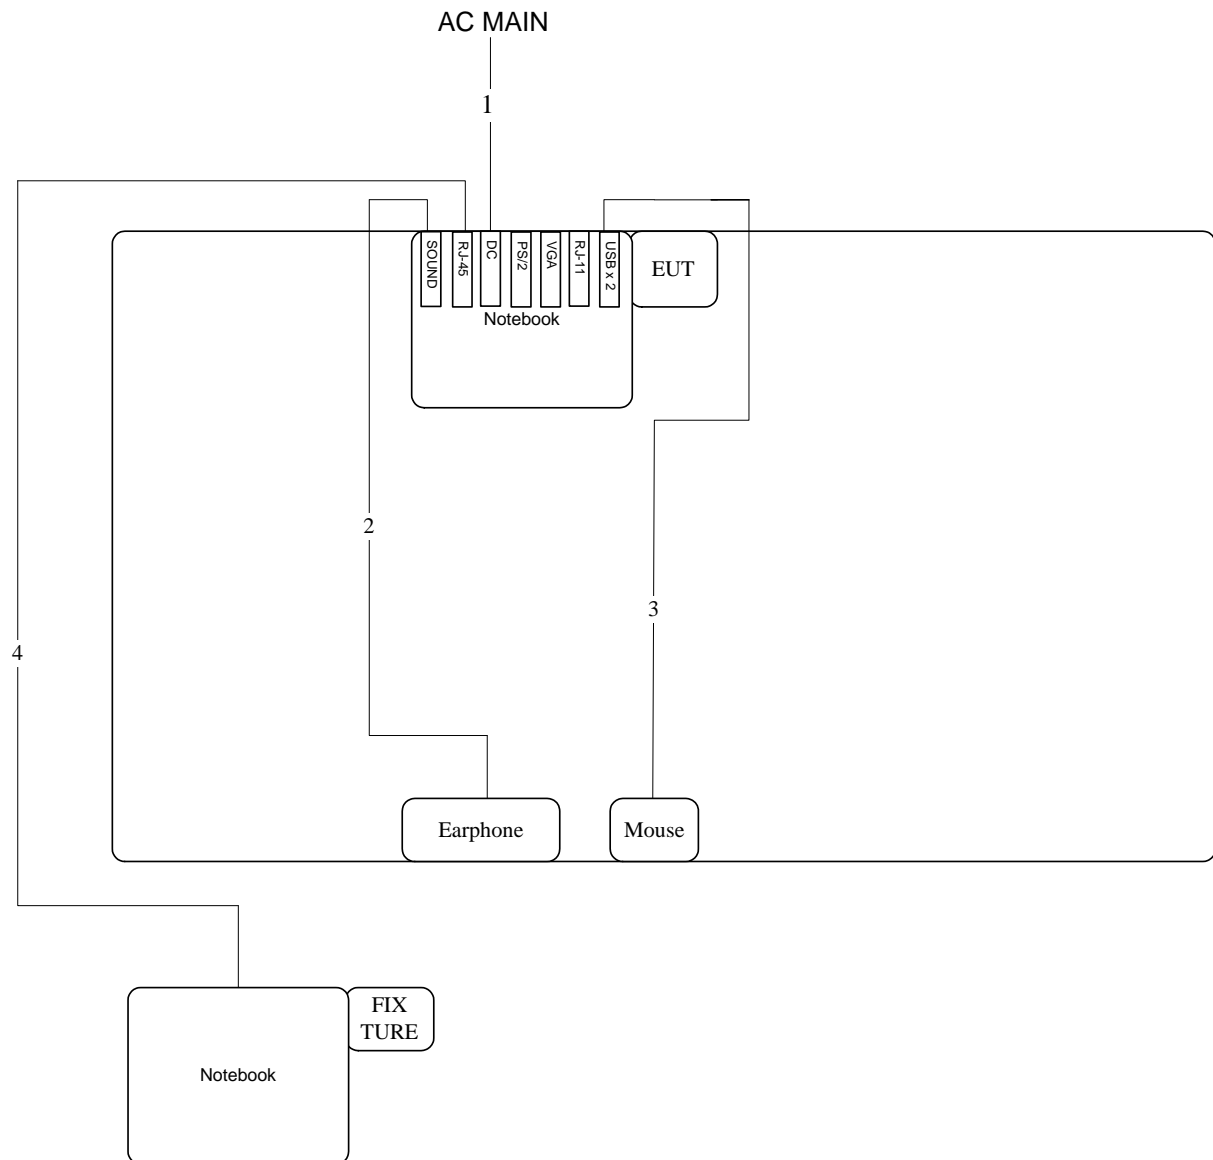 AC MAIN
1
SOUND
RJ-45
DC
PS/2
VGA
RJ-11
USB x 2
EUT
Notebook
2
3
4
Earphone
Mouse
FIX
TURE
Notebook